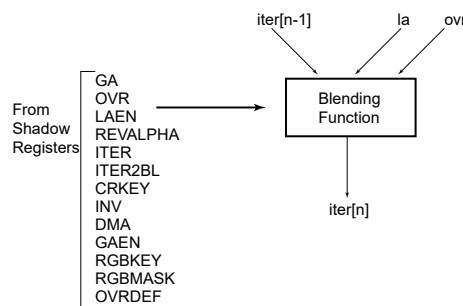 iter[n-1] la ovr
From
Shadow
Registers
GA
OVR
LAEN
REVALPHA
ITER
ITER2BL
CRKEY
INV
DMA
GAEN
RGBKEY
RGBMASK
OVRDEF
Blending
Function
iter[n]